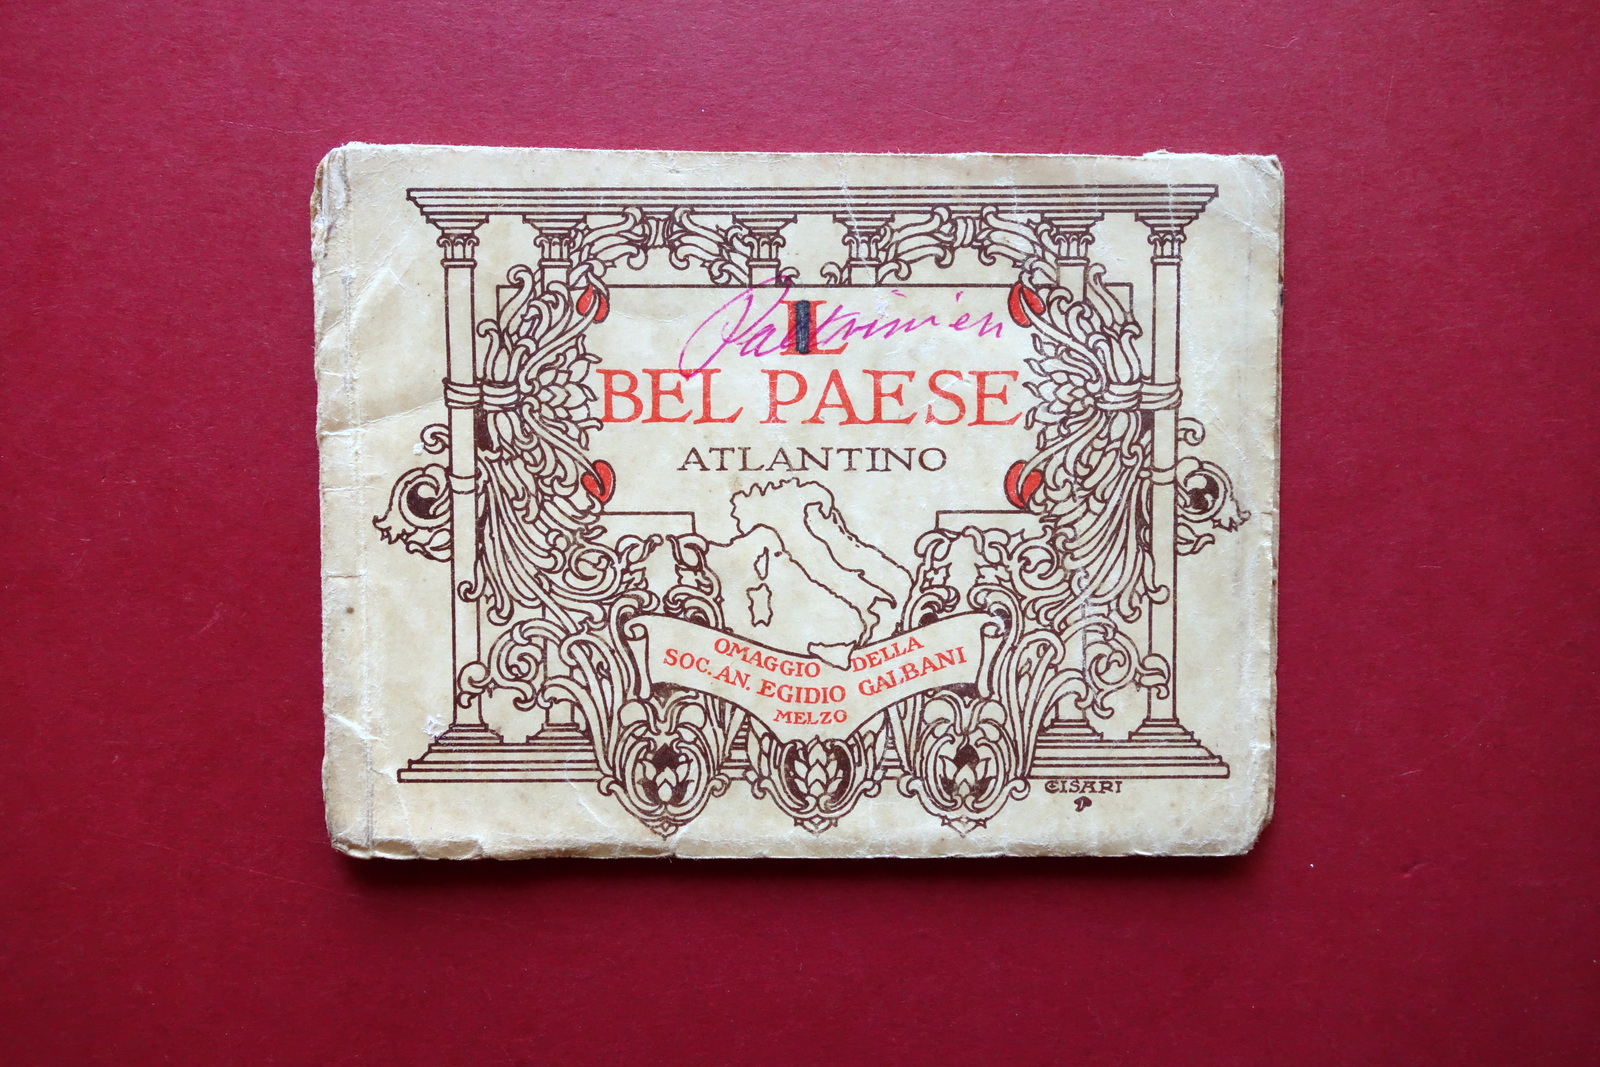 IL
BEL PAESE
ATLANTINO
OMAGGIO DELLA
SOC. AN. EGIDIO GALBANI
MELZO
CISARI